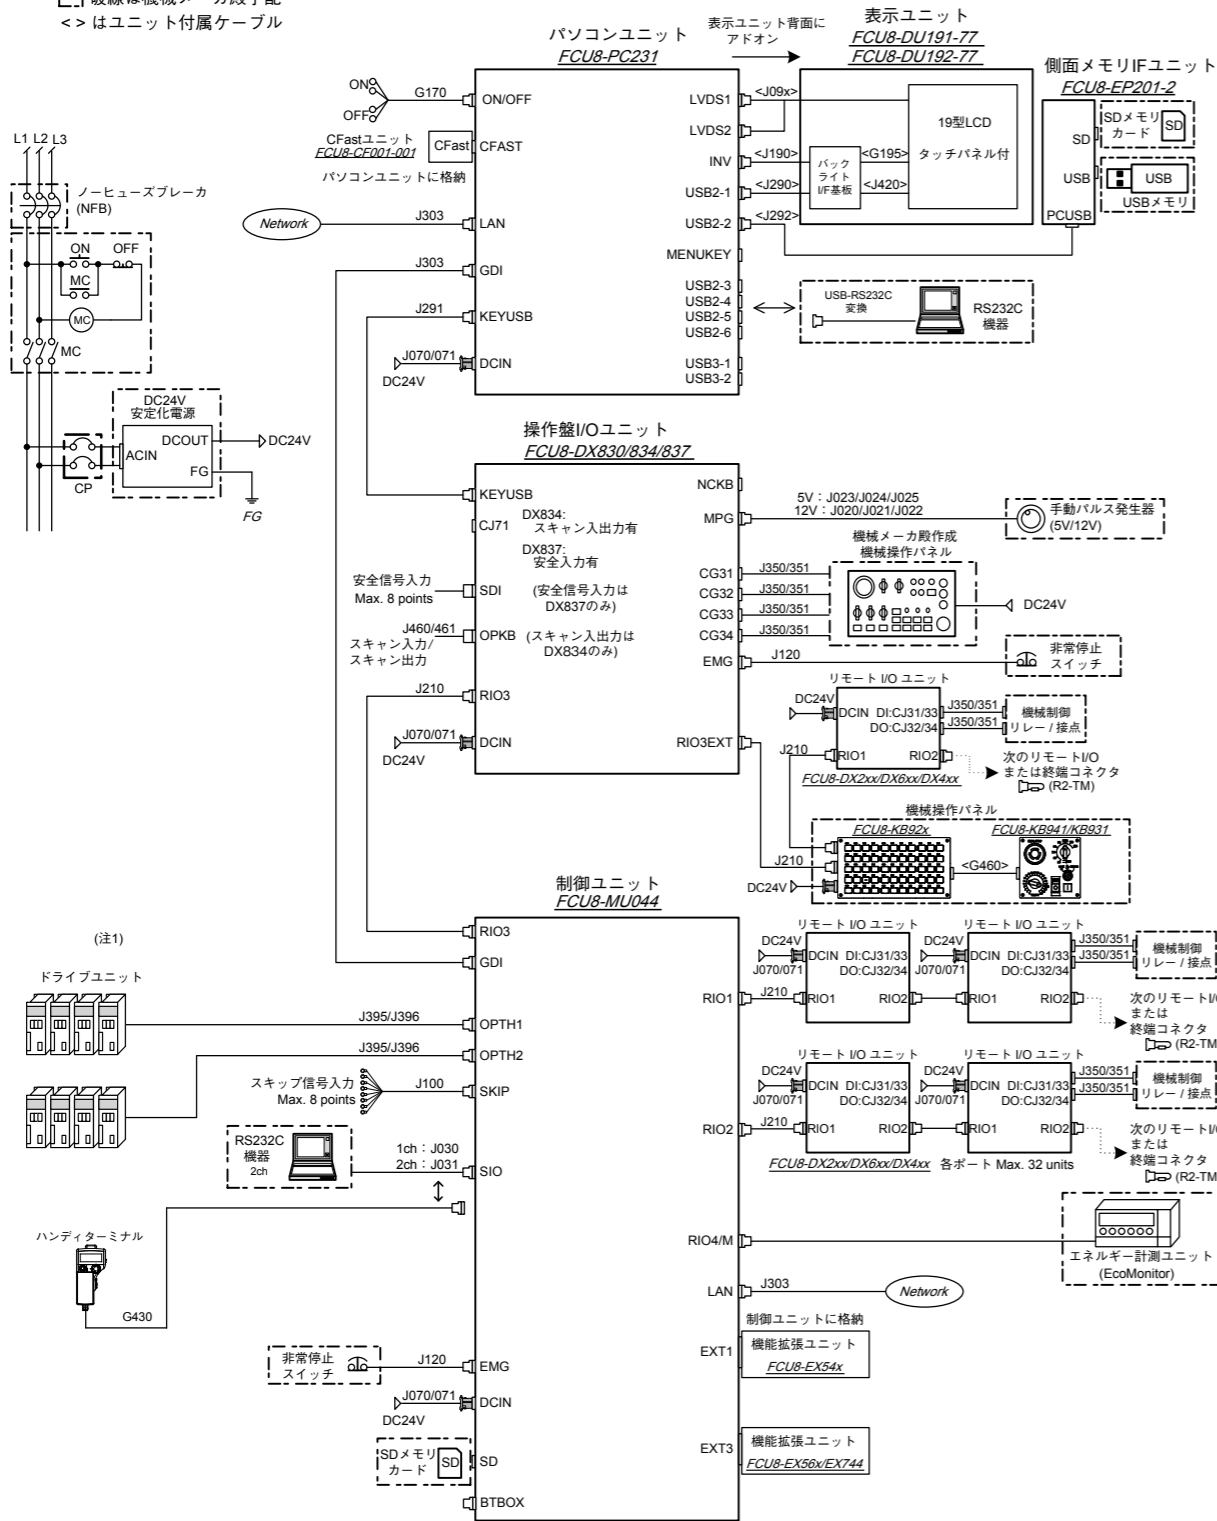 < > はユニット付属ケーブル
パソコンユニット
FCU8-PC231
表示ユニット背面に
アドオン
表示ユニット
FCU8-DU191-77
FCU8-DU192-77
側面メモリIFユニット
FCU8-EP201-2
ON
OFF
G170
ON/OFF
CFastユニット
FCU8-CF001-001
CFast
CFAST
パソコンユニットに格納
Network
J303
LAN
J303
GDI
J291
KEYUSB
J070/071
DC24V
DCIN
LVDS1
LVDS2
INV
USB2-1
USB2-2
MENUKEY
USB2-3
USB2-4
USB2-5
USB2-6
USB3-1
USB3-2
<J09x>
<J190>
<J290>
<J292>
バック
ライト
I/F基板
<G195>
<J420>
19型LCD
タッチパネル付
SD
USB
PCUSB
SDメモリ
カード
SD
USB
USBメモリ
USB-RS232C
変換
RS232C
機器
L1 L2 L3
ノーヒューズブレーカ
(NFB)
ON
OFF
MC
MC
MC
DC24V
安定化電源
DCOUT
ACIN
FG
DC24V
CP
FG
操作盤I/Oユニット
FCU8-DX830/834/837
KEYUSB
CJ71
DX834:
スキャン入出力有
DX837:
安全入力有
安全信号入力
Max. 8 points
SDI
(安全信号入力は
DX837のみ)
J460/461
スキャン入力/
スキャン出力
OPKB
(スキャン入出力は
DX834のみ)
J210
RIO3
J070/071
DC24V
DCIN
NCKB
MPG
CG31
CG32
CG33
CG34
EMG
RIO3EXT
5V：J023/J024/J025
12V：J020/J021/J022
手動パルス発生器
(5V/12V)
機械メーカ殿作成
機械操作パネル
J350/351
J350/351
J350/351
J350/351
DC24V
J120
非常停止
スイッチ
リモート I/O ユニット
DC24V
DCIN
DI:CJ31/33
DO:CJ32/34
J350/351
J350/351
機械制御
リレー / 接点
J210
RIO1
RIO2
FCU8-DX2xx/DX6xx/DX4xx
次のリモートI/O
または終端コネクタ
(R2-TM)
機械操作パネル
FCU8-KB92x
FCU8-KB941/KB931
J210
DC24V
<G460>
制御ユニット
FCU8-MU044
RIO3
GDI
(注1)
ドライブユニット
J395/J396
OPTH1
J395/J396
OPTH2
スキップ信号入力
Max. 8 points
J100
SKIP
RS232C
機器
2ch
1ch：J030
2ch：J031
SIO
ハンディターミナル
G430
非常停止
スイッチ
J120
EMG
J070/071
DC24V
DCIN
SDメモリ
カード
SD
SD
BTBOX
リモート I/O ユニット
リモート I/O ユニット
DC24V
J070/071
DCIN
DI:CJ31/33
DO:CJ32/34
DC24V
J070/071
DCIN
DI:CJ31/33
DO:CJ32/34
J350/351
J350/351
機械制御
リレー / 接点
RIO1
J210
RIO1
RIO2
RIO1
RIO2
または
終端コネクタ
リモート I/O ユニット
リモート I/O ユニット
DC24V
J070/071
DCIN
DI:CJ31/33
DO:CJ32/34
DC24V
J070/071
DCIN
DI:CJ31/33
DO:CJ32/34
J350/351
J350/351
機械制御
リレー / 接点
RIO2
J210
RIO1
RIO2
RIO1
RIO2
または
終端コネクタ
FCU8-DX2xx/DX6xx/DX4xx
各ポート Max. 32 units
RIO4/M
エネルギー計測ユニット
(EcoMonitor)
LAN
J303
Network
制御ユニットに格納
EXT1
機能拡張ユニット
FCU8-EX54x
EXT3
機能拡張ユニット
FCU8-EX56x/EX744